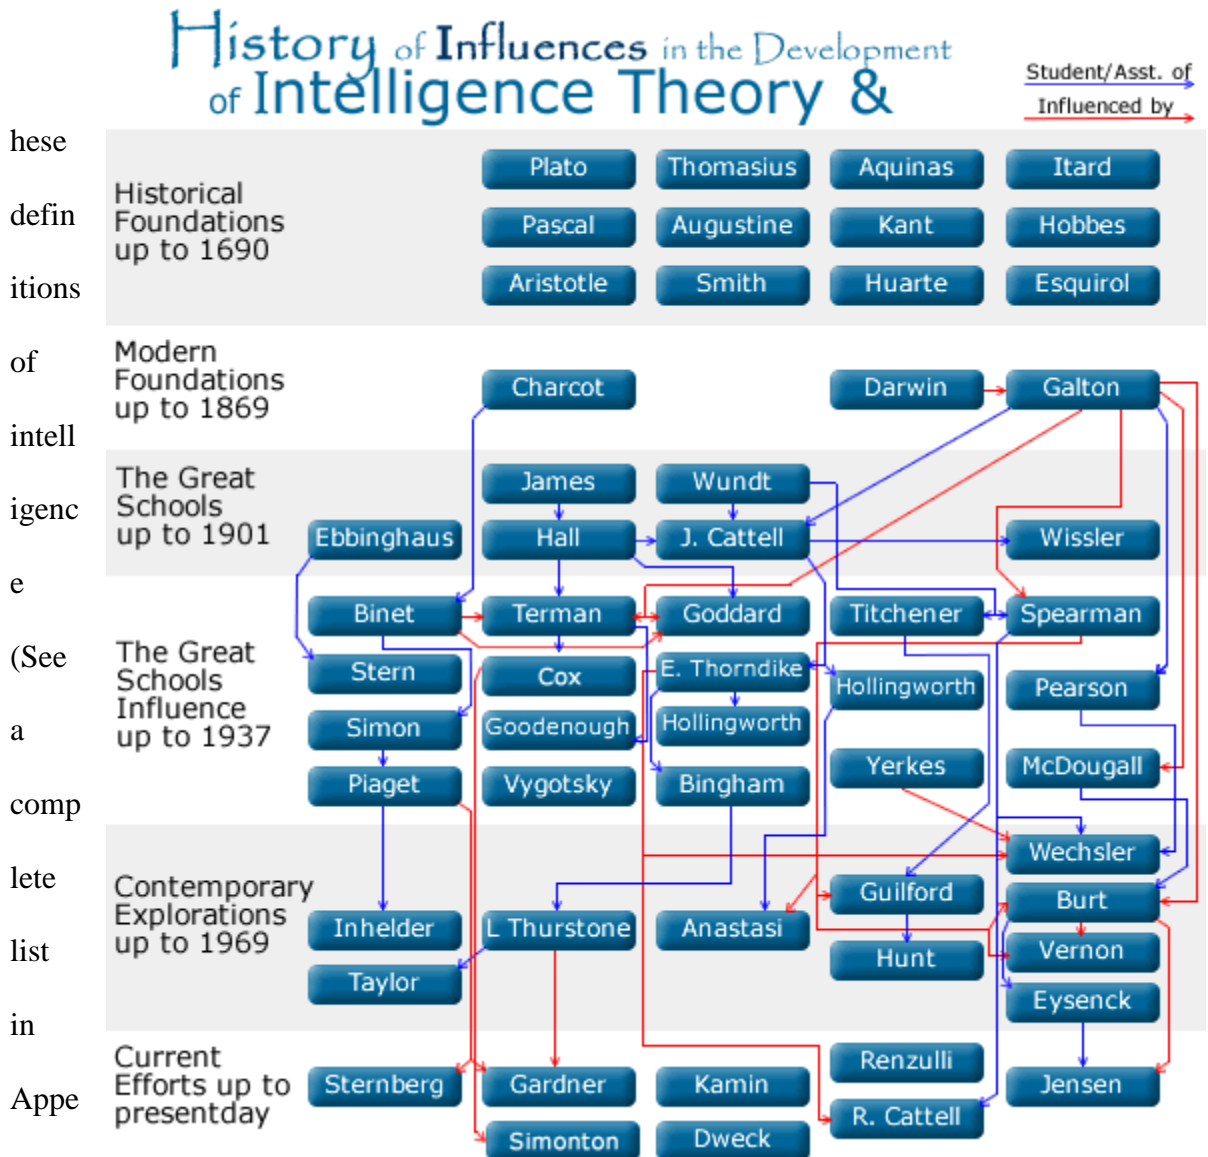 History of Influences in the Development
of Intelligence Theory &
Student/Asst. of
Influenced by
hese
defin
itions
of
intell
igenc
e
(See
a
comp
lete
list
in
Appe
Historical
Foundations
up to 1690
Plato Thomasius Aquinas Itard
Pascal Augustine Kant Hobbes
Aristotle Smith Huarte Esquirol
Modern
Foundations
up to 1869
Charcot Darwin Galton
The Great
Schools
up to 1901
James Wundt
Ebbinghaus Hall J. Cattell Wissler
The Great
Schools
Influence
up to 1937
Binet Terman Goddard Titchener Spearman
Stern Cox E. Thorndike Hollingworth Pearson
Simon Goodenough Hollingworth
Piaget Vygotsky Bingham Yerkes McDougall
Contemporary
Explorations
up to 1969
Wechsler
Guilford Burt
Inhelder L Thurstone Anastasi Hunt Vernon
Taylor Eysenck
Current
Efforts up to
presentday
Renzulli
Sternberg Gardner Kamin Jensen
R. Cattell
Simonton Dweck